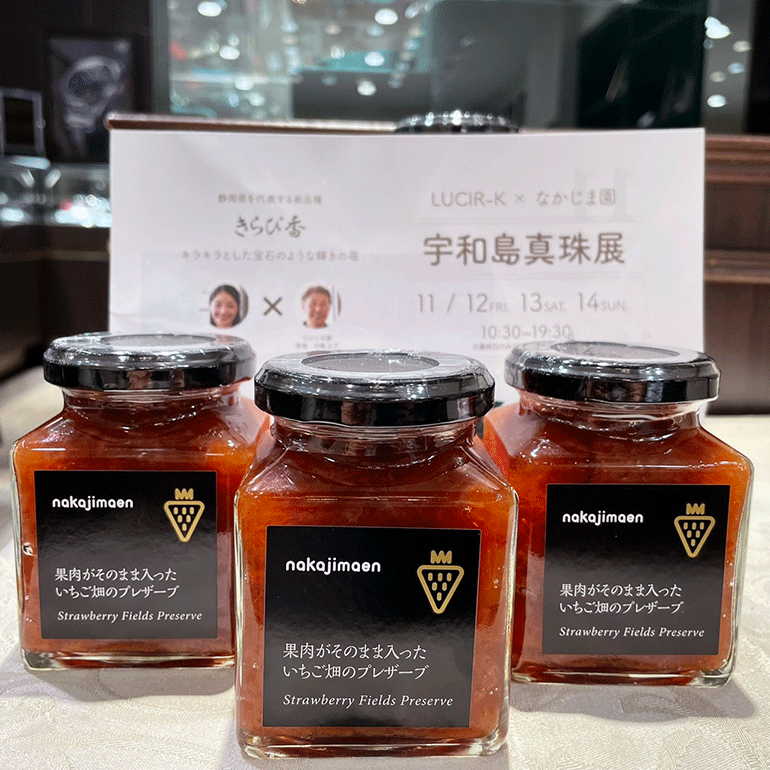 静岡県を代表する新品種
きらぴ香
キラキラとした宝石のような輝きの苺
×
LUCIR-K × なかじま園
宇和島真珠展
11 / 12FRI. 13SAT. 14SUN.
10:30~19:30
nakajimaen
果肉がそのまま入った
いちご畑のプレザーブ
Strawberry Fields Preserve
nakajimaen
果肉がそのまま入った
いちご畑のプレザーブ
Strawberry Fields Preserve
nakajimaen
果肉がそのまま入った
いちご畑のプレザーブ
Strawberry Fields Preserve